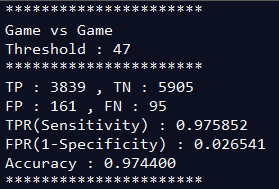 **********************
Game vs Game
Threshold : 47
**********************
TP : 3839 , TN : 5905
FP : 161 , FN : 95
TPR(Sensitivity) : 0.975852
FPR(1-Specificity) : 0.026541
Accuracy : 0.974400
**********************